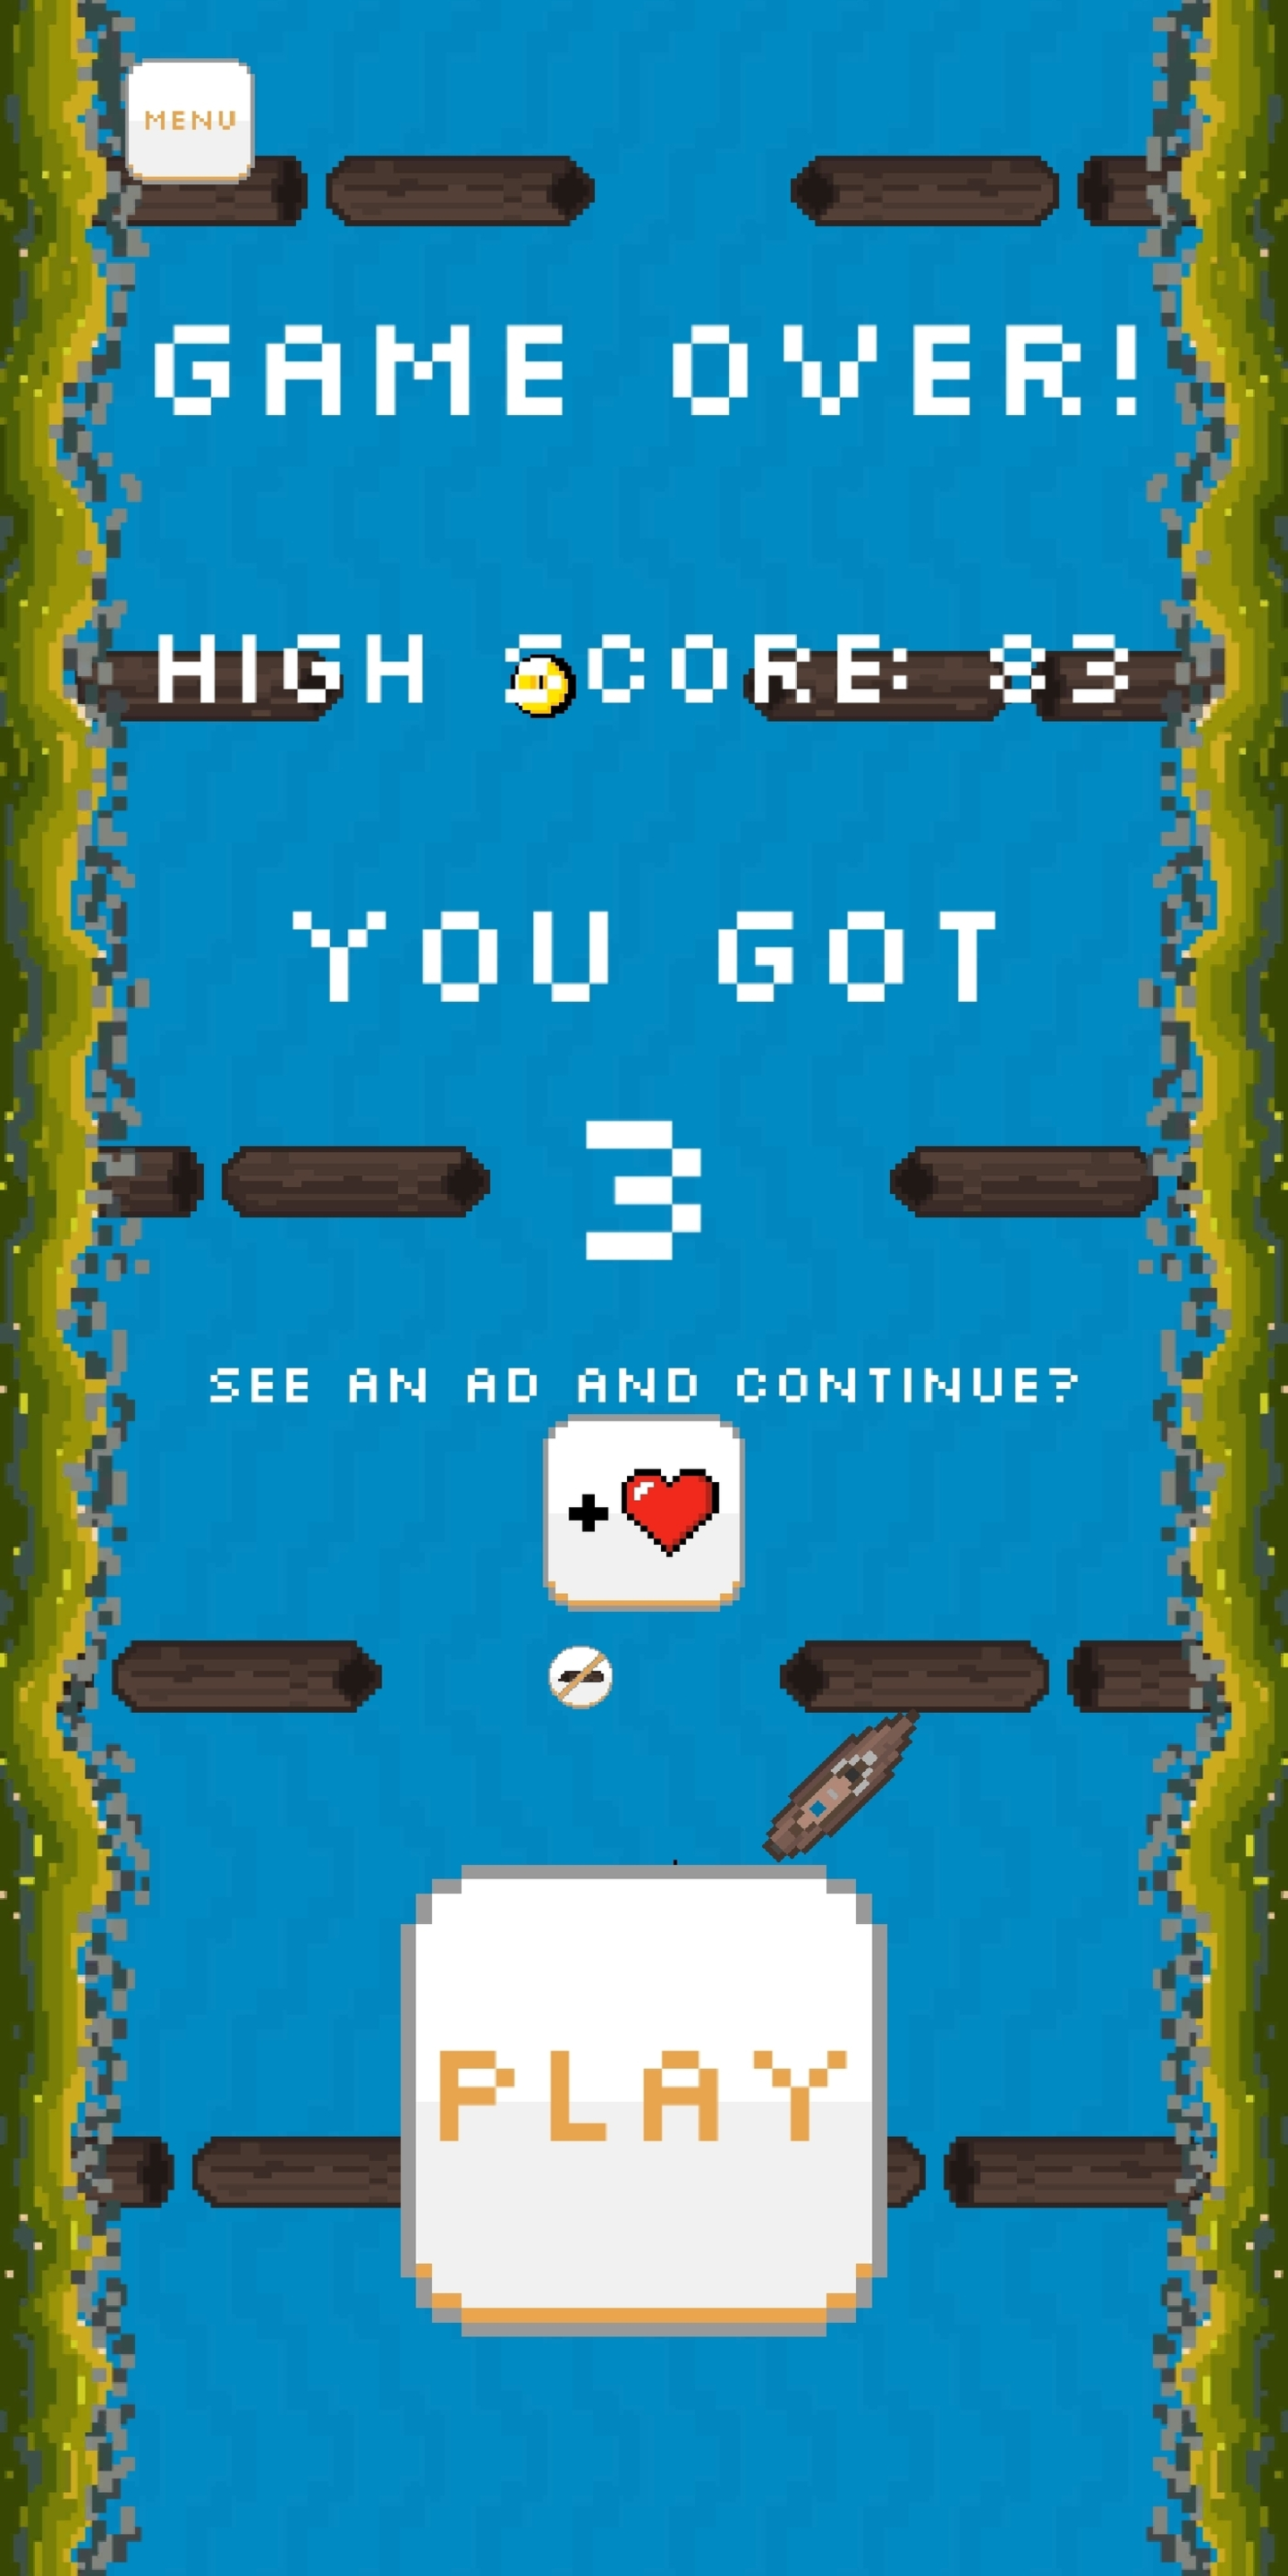 MENU
GAME OVER!
HIGH SCORE: 83
YOU GOT
3
SEE AN AD AND CONTINUE?
+
PLAY